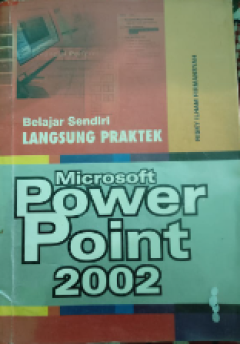 Belajar Sendiri
LANGSUNG PRAKTEK
Microsoft
Power
Point
2002